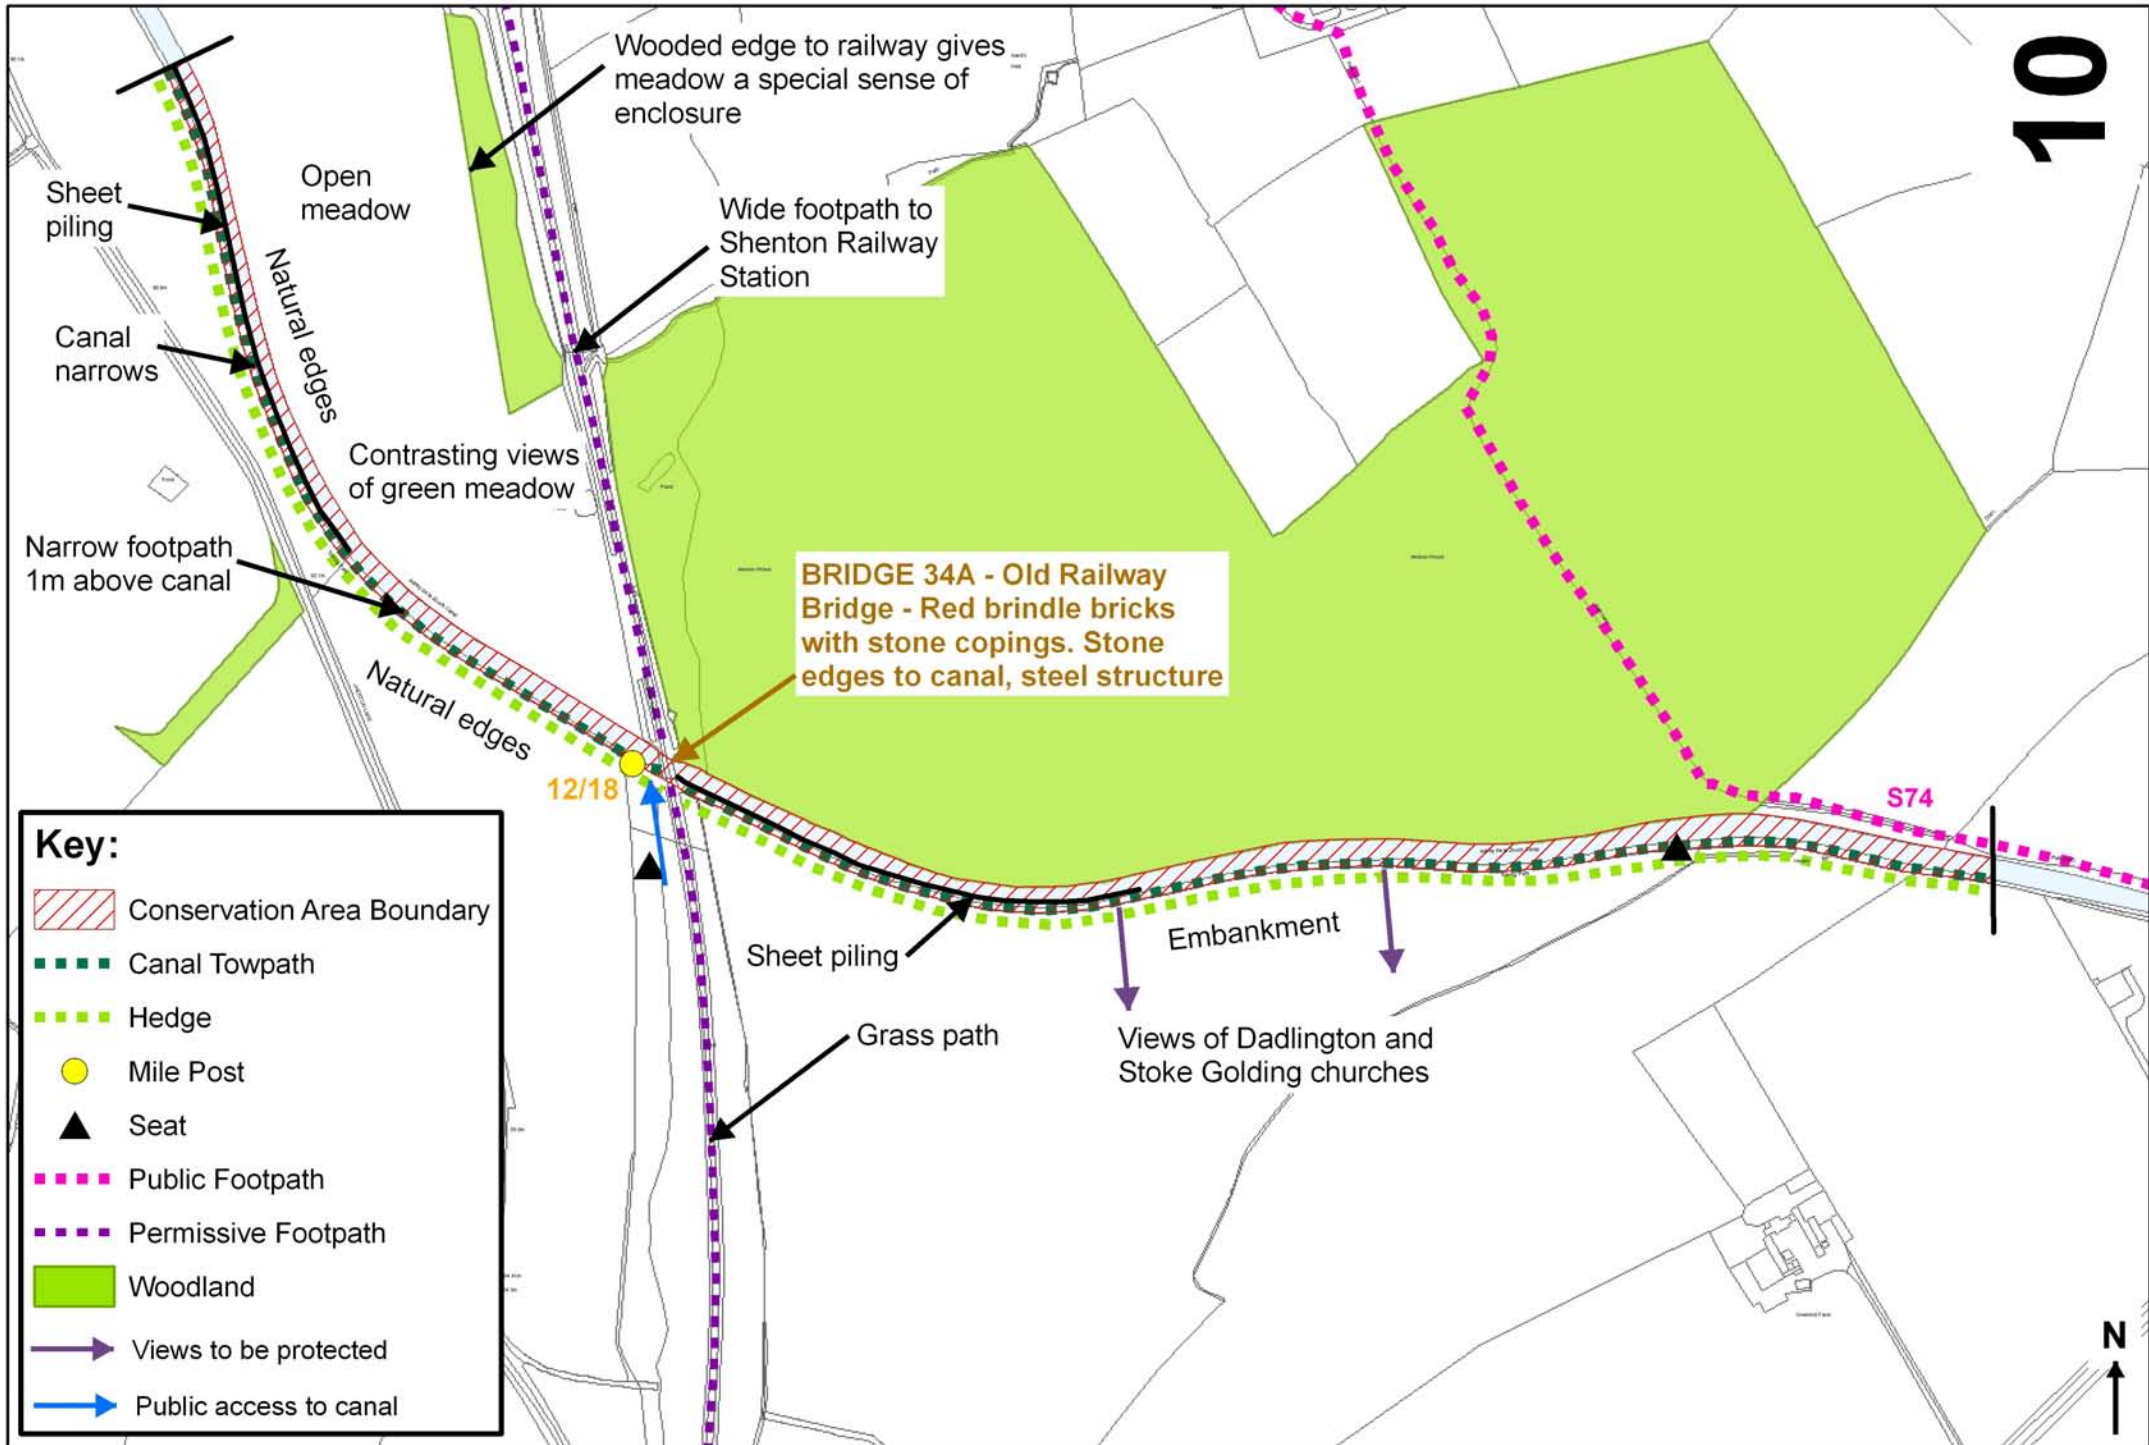 10
Wooded edge to railway gives
meadow a special sense of
enclosure
Open
meadow
Sheet
piling
Wide footpath to
Shenton Railway
Station
Natural edges
Canal
narrows
Contrasting views
of green meadow
Pond
Narrow footpath
1m above canal
BRIDGE 34A - Old Railway
Bridge - Red brindle bricks
with stone copings. Stone
edges to canal, steel structure
Natural edges
12/18
S74
Key:
Conservation Area Boundary
Canal Towpath
Hedge
Mile Post
Seat
Public Footpath
Permissive Footpath
Woodland
Views to be protected
Public access to canal
Sheet piling
Embankment
Grass path
Views of Dadlington and
Stoke Golding churches
N